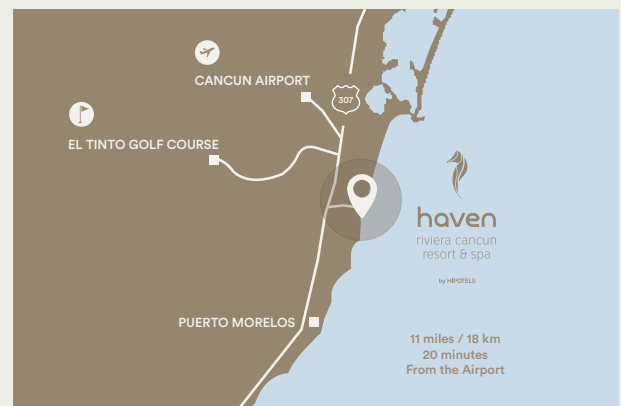 CANCUN AIRPORT
307
EL TINTO GOLF COURSE
haven
riviera cancun
resort & spa
by HIPOTELS
PUERTO MORELOS
11 miles / 18 km
20 minutes
From the Airport